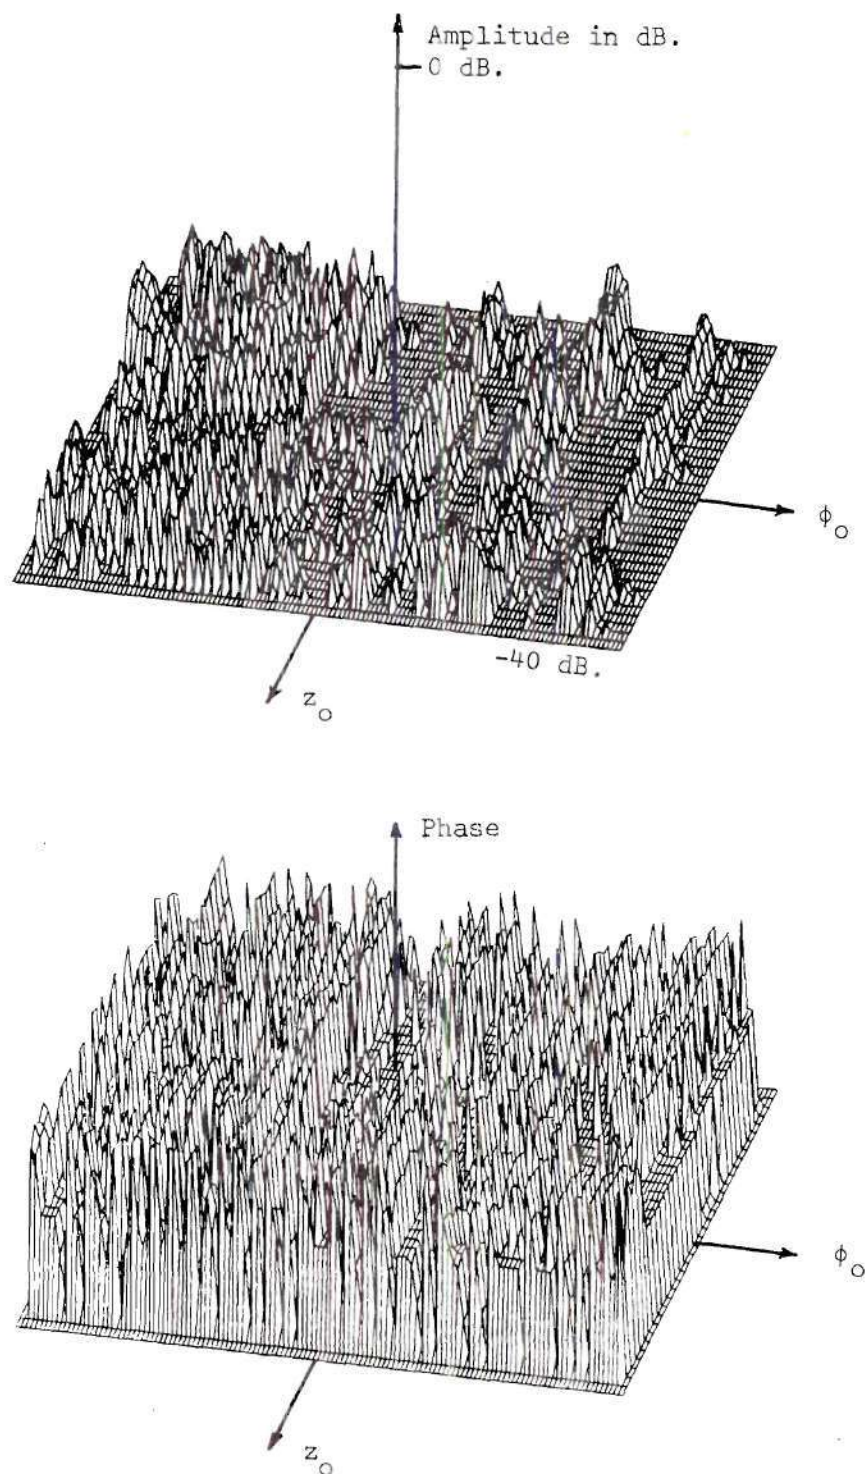 Amplitude in dB.
0 dB.
ϕₒ
-40 dB.
zₒ
Phase
ϕₒ
zₒ